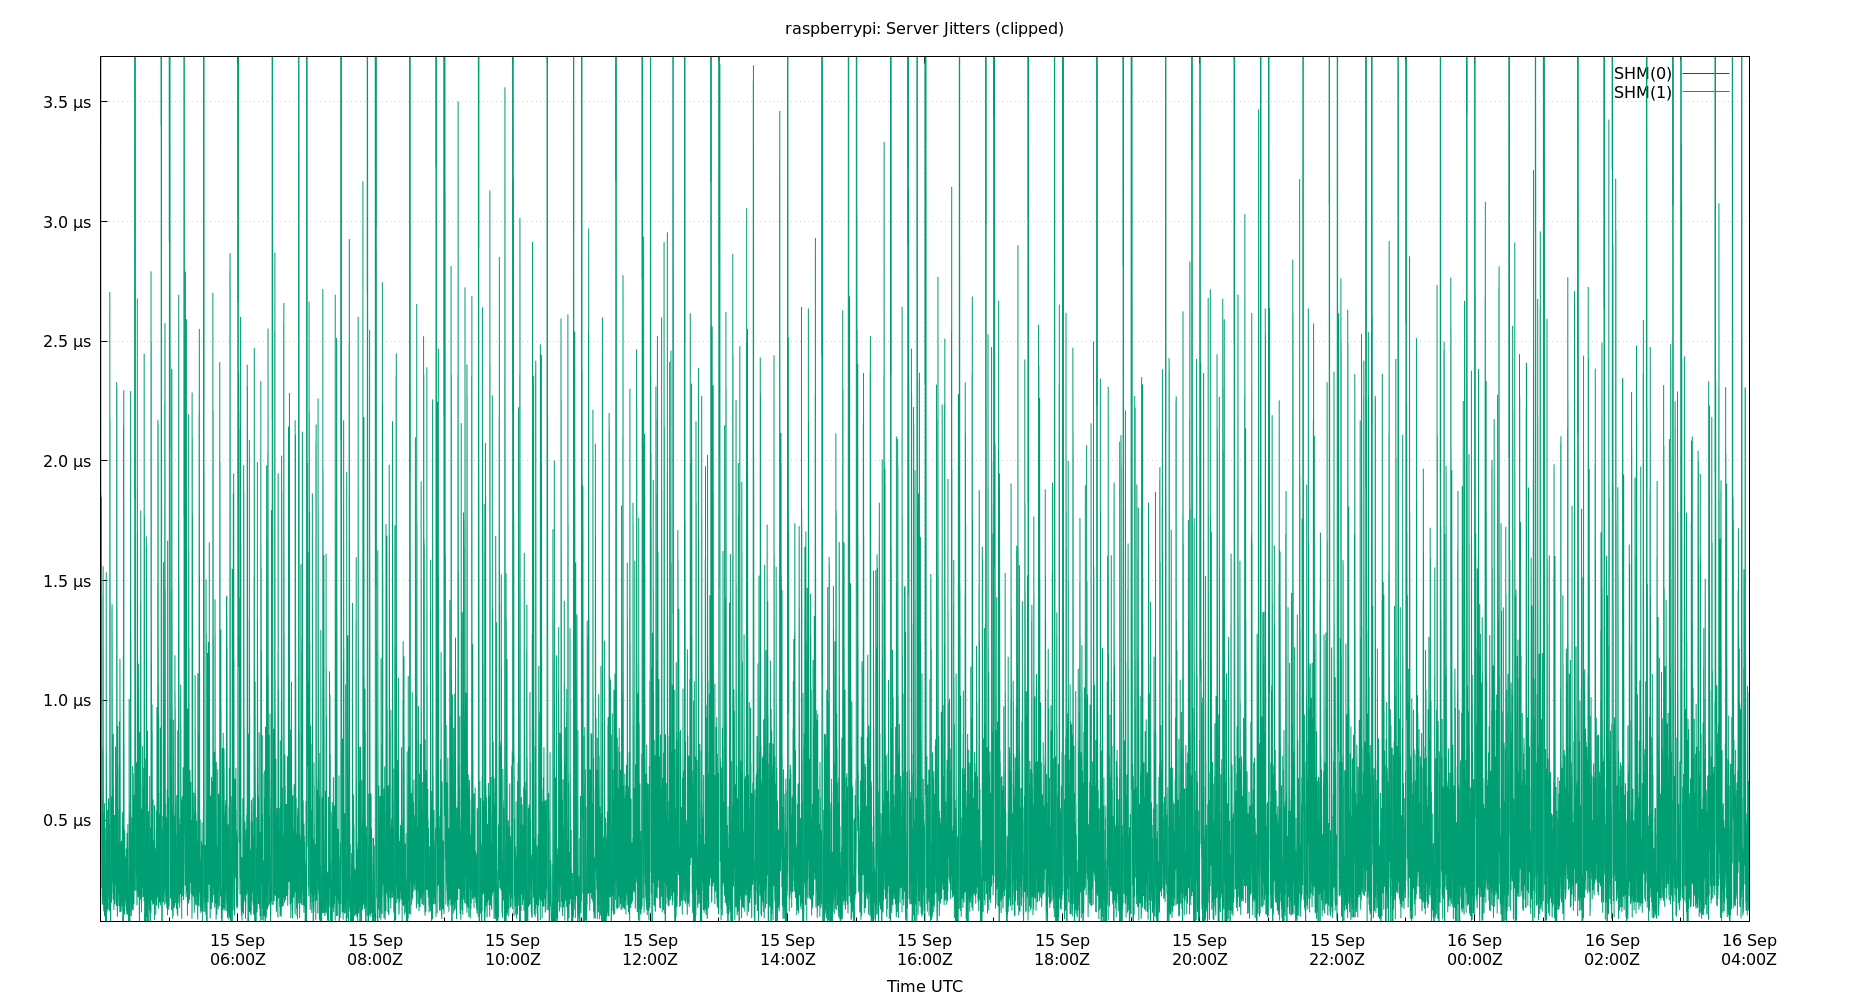 raspberrypi: Server Jitters (clipped)
SHM(0)
SHM(1)
3.5 µs
3.0 µs
2.5 µs
2.0 µs
1.5 µs
1.0 µs
0.5 µs
15 Sep 15 Sep 15 Sep 15 Sep 15 Sep 15 Sep 15 Sep 15 Sep 15 Sep 16 Sep 16 Sep 16 Sep
06:00Z 08:00Z 10:00Z 12:00Z 14:00Z 16:00Z 18:00Z 20:00Z 22:00Z 00:00Z 02:00Z 04:00Z
Time UTC